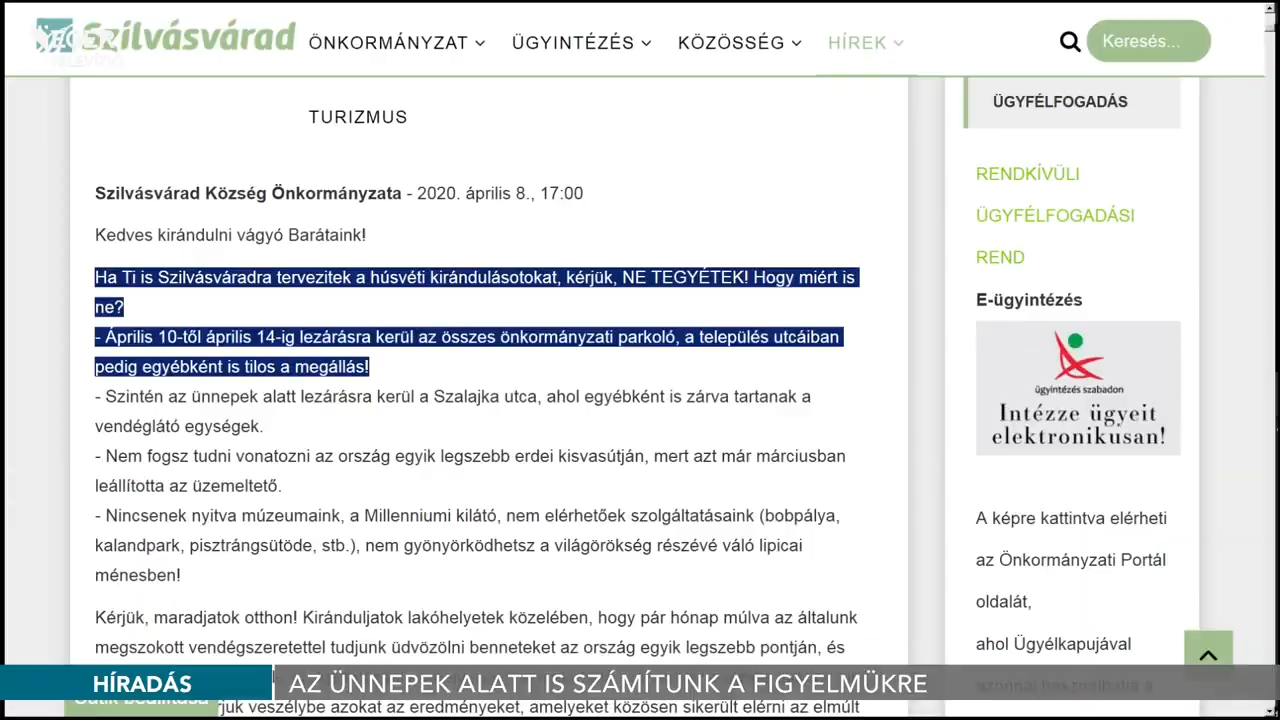 EGER
Szilvásvárad
ÖNKORMÁNYZAT
ÜGYINTÉZÉS
KÖZÖSSÉG
HÍREK
Keresés...
TURIZMUS
Szilvásvárad Község Önkormányzata - 2020. április 8., 17:00
Kedves kirándulni vágyó Barátaink!
Ha Ti is Szilvásváradra tervezitek a húsvéti kirándulásotokat, kérjük, NE TEGYÉTEK! Hogy miért is
ne?
- Április 10-től április 14-ig lezárásra kerül az összes önkormányzati parkoló, a település utcáiban
pedig egyébként is tilos a megállás!
- Szintén az ünnepek alatt lezárásra kerül a Szalajka utca, ahol egyébként is zárva tartanak a
vendéglátó egységek.
- Nem fogsz tudni vonatozni az ország egyik legszebb erdei kisvasútján, mert azt már márciusban
leállította az üzemeltető.
- Nincsenek nyitva múzeumaink, a Millenniumi kilátó, nem elérhetőek szolgáltatásaink (bobpálya,
kalandpark, pisztrángsütöde, stb.), nem gyönyörködhetsz a világörökség részévé váló lipicai
ménesben!
Kérjük, maradjatok otthon! Kiránduljatok lakóhelyetek közelében, hogy pár hónap múlva az általunk
megszokott vendégszeretettel tudjunk üdvözölni benneteket az ország egyik legszebb pontján, és
veszélybe azokat az eredményeket, amelyeket közösen sikerült elérni az elmúlt
ÜGYFÉLFOGADÁS
RENDKÍVÜLI
ÜGYFÉLFOGADÁSI
REND
E-ügyintézés
ügyintézés szabadon
Intézze ügyeit
elektronikusan!
A képre kattintva elérheti
az Önkormányzati Portál
oldalát,
ahol Ügyélkapujával
azonnal használhatja a
HÍRADÁS
AZ ÜNNEPEK ALATT IS SZÁMÍTUNK A FIGYELMÜKRE